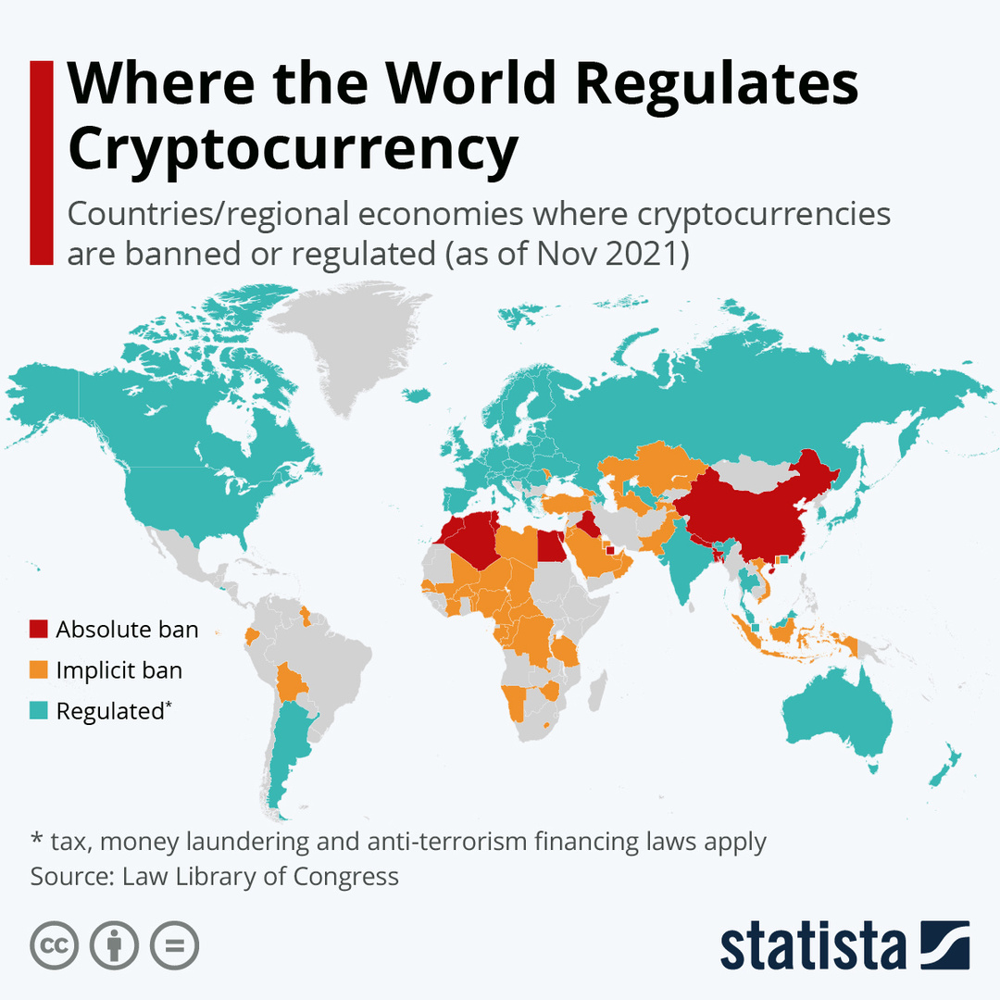 Where the World Regulates
Cryptocurrency
Countries/regional economies where cryptocurrencies
are banned or regulated (as of Nov 2021)
Absolute ban
Implicit ban
Regulated*
* tax, money laundering and anti-terrorism financing laws apply
Source: Law Library of Congress
cc
=
statista